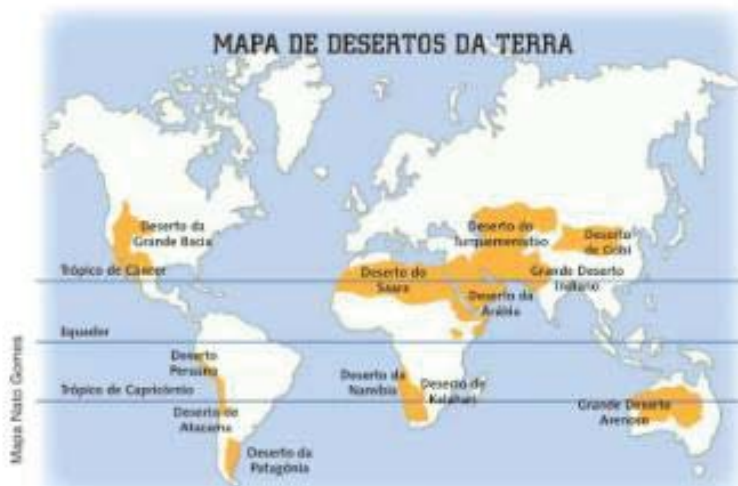 MAPA DE DESERTOS DA TERRA
Deserto da
Grande Bacia
Deserto do
Turquemenistão
Deserto
de Gobi
Trópico de Câncer
Deserto do
Saara
Grande Deserto
Indiano
Deserto da
Arábia
Equador
Deserto
Peruano
Trópico de Capricórnio
Deserto da
Namíbia
Deserto de
Kalahari
Deserto de
Atacama
Grande Deserto
Arenoso
Deserto da
Patagônia
Mapa Nato Gomes